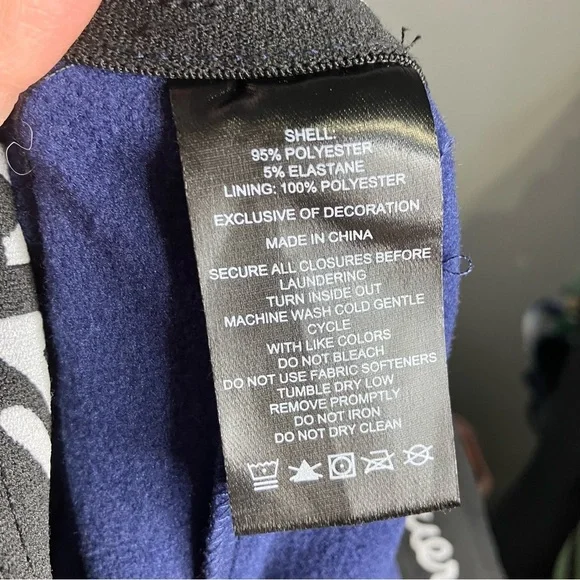 SHELL:
95% POLYESTER
5% ELASTANE
LINING: 100% POLYESTER
EXCLUSIVE OF DECORATION
MADE IN CHINA
SECURE ALL CLOSURES BEFORE
LAUNDERING
TURN INSIDE OUT
MACHINE WASH COLD GENTLE
CYCLE
WITH LIKE COLORS
DO NOT BLEACH
DO NOT USE FABRIC SOFTENERS
TUMBLE DRY LOW
REMOVE PROMPTLY
DO NOT IRON
DO NOT DRY CLEAN